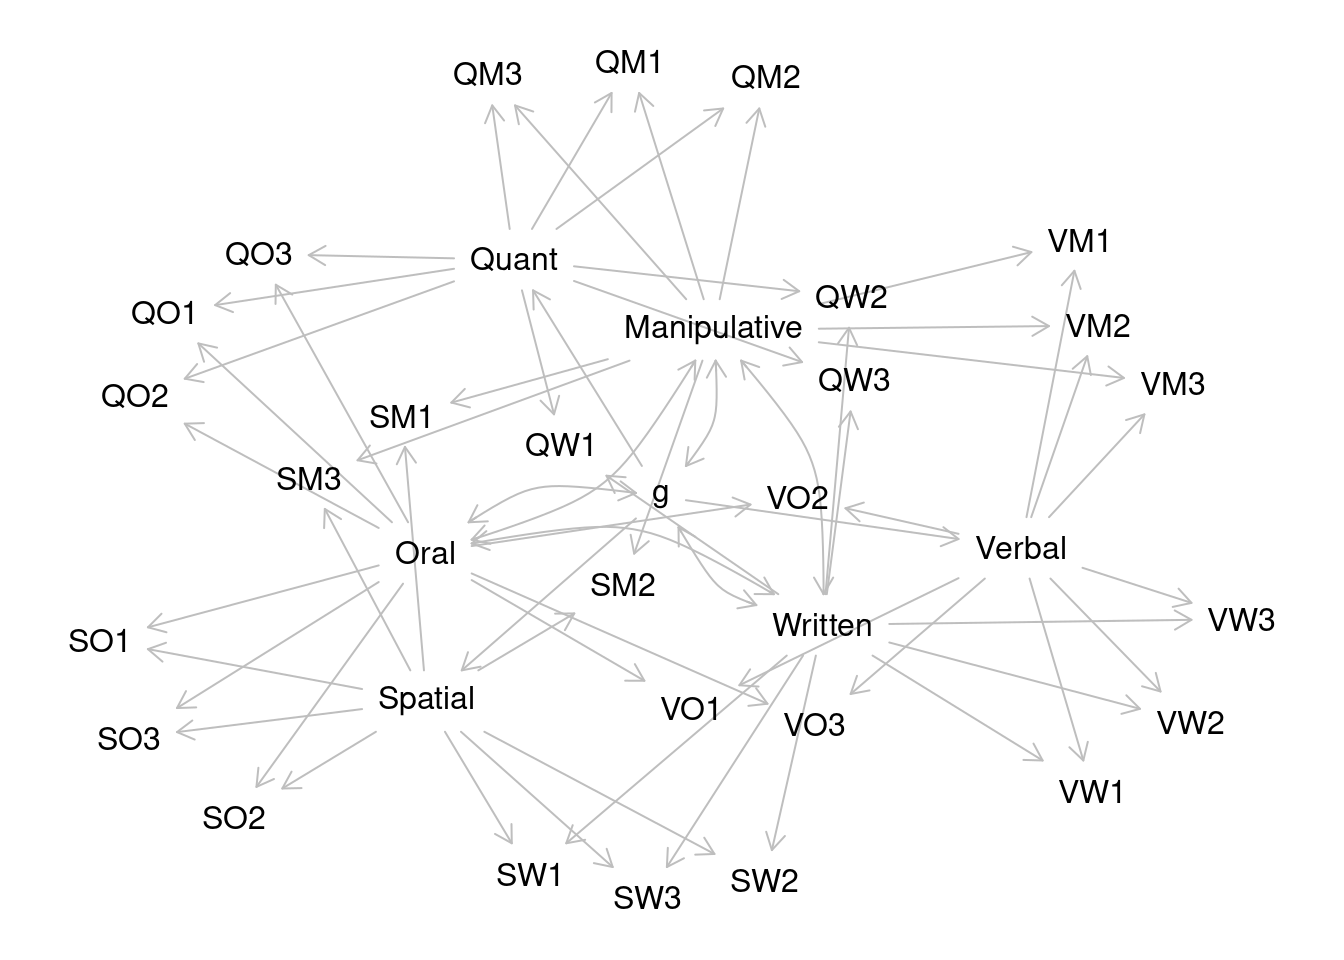 QM3
QM1
QM2
QO3
Quant
VM1
QO1
QW2
Manipulative
VM2
QO2
QW3
VM3
SM1
QW1
SM3
g
VO2
Oral
Verbal
SM2
Written
VW3
SO1
Spatial
VO1
VO3
VW2
SO3
VW1
SO2
SW1
SW3
SW2